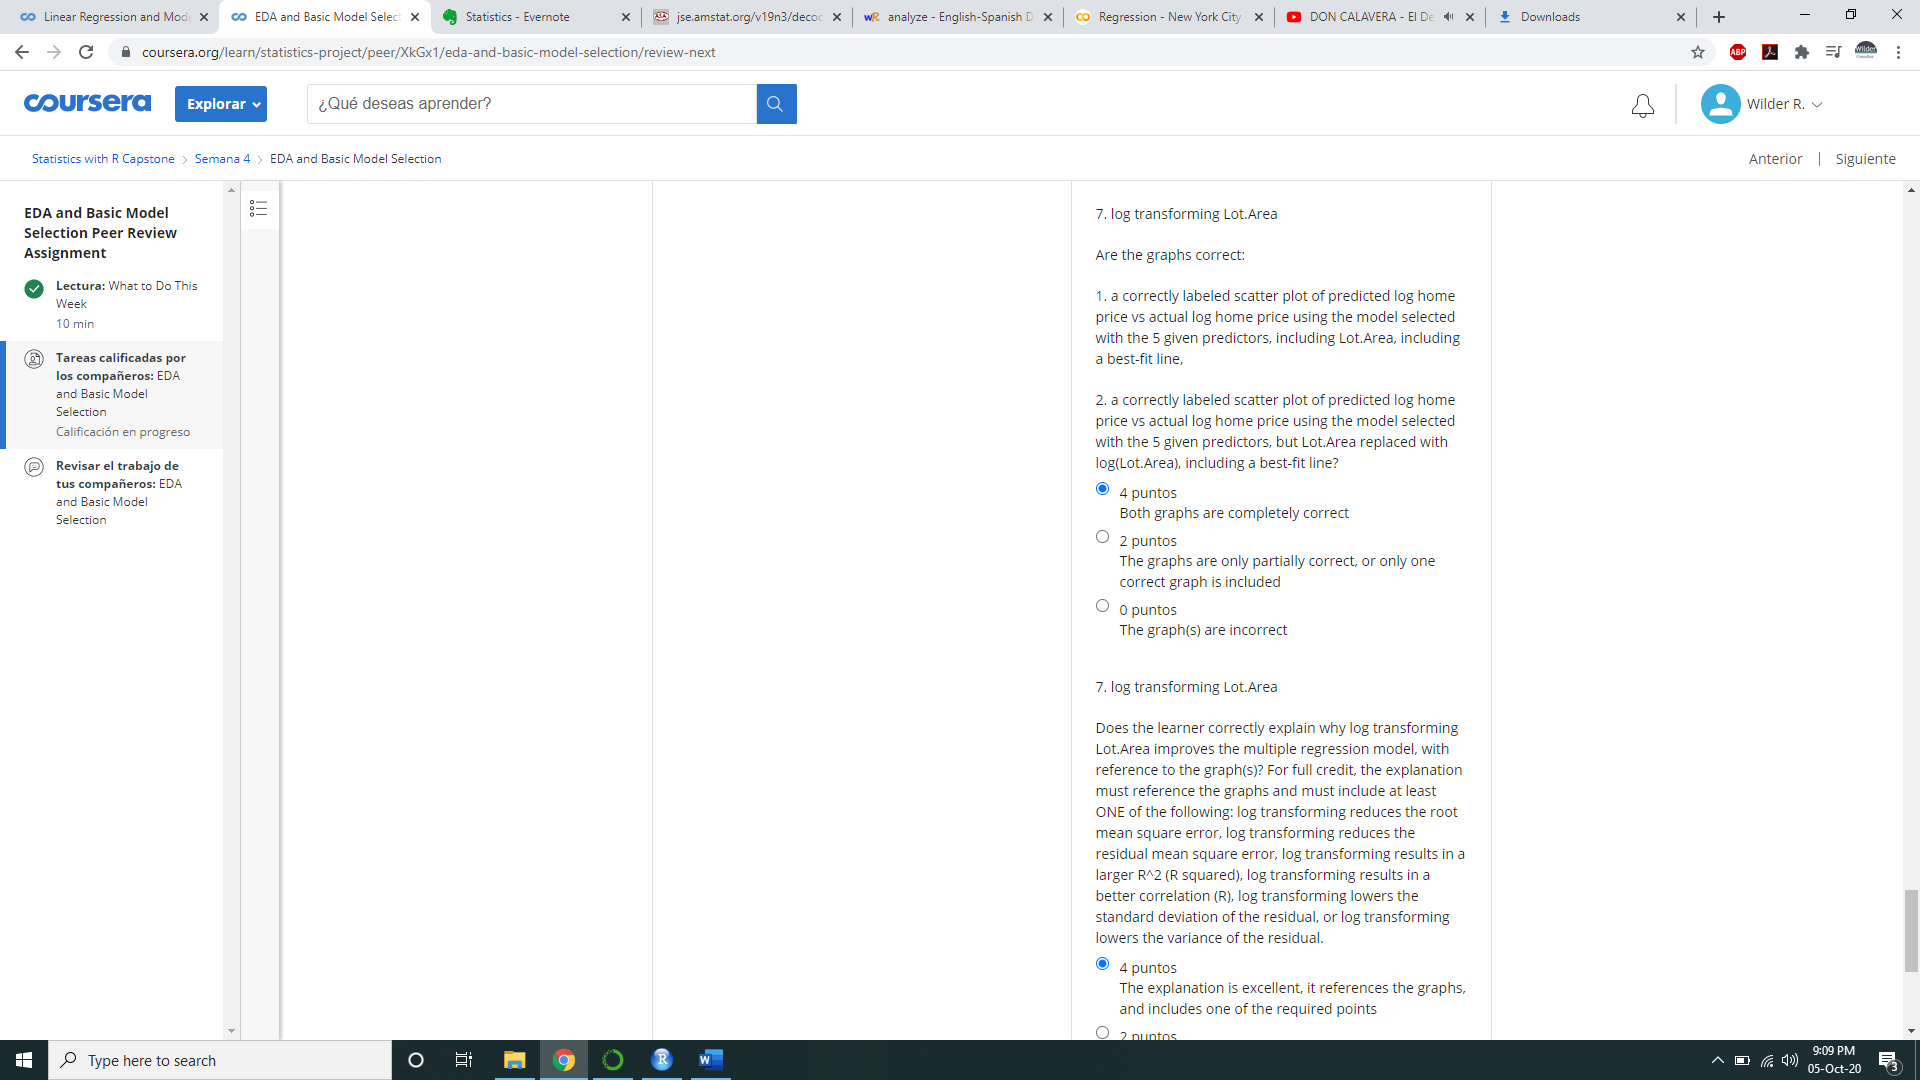 Linear Regression and Mod
EDA and Basic Model Select
Statistics - Evernote
jse.amstat.org/v19n3/decoc
analyze - English-Spanish D
Regression - New York City
DON CALAVERA - El De
Downloads
coursera.org/learn/statistics-project/peer/XkGx1/eda-and-basic-model-selection/review-next
ABP
coursera
Explorar
¿Qué deseas aprender?
Wilder R.
Statistics with R Capstone > Semana 4 > EDA and Basic Model Selection
Anterior | Siguiente
EDA and Basic Model
Selection Peer Review
Assignment
Lectura: What to Do This
Week
10 min
Tareas calificadas por
los compañeros: EDA
and Basic Model
Selection
Calificación en progreso
Revisar el trabajo de
tus compañeros: EDA
and Basic Model
Selection
7. log transforming Lot.Area
Are the graphs correct:
1. a correctly labeled scatter plot of predicted log home
price vs actual log home price using the model selected
with the 5 given predictors, including Lot.Area, including
a best-fit line,
2. a correctly labeled scatter plot of predicted log home
price vs actual log home price using the model selected
with the 5 given predictors, but Lot.Area replaced with
log(Lot.Area), including a best-fit line?
4 puntos
Both graphs are completely correct
2 puntos
The graphs are only partially correct, or only one
correct graph is included
0 puntos
The graph(s) are incorrect
7. log transforming Lot.Area
Does the learner correctly explain why log transforming
Lot.Area improves the multiple regression model, with
reference to the graph(s)? For full credit, the explanation
must reference the graphs and must include at least
ONE of the following: log transforming reduces the root
mean square error, log transforming reduces the
residual mean square error, log transforming results in a
larger R^2 (R squared), log transforming results in a
better correlation (R), log transforming lowers the
standard deviation of the residual, or log transforming
lowers the variance of the residual.
4 puntos
The explanation is excellent, it references the graphs,
and includes one of the required points
2 puntos
Type here to search
9:09 PM
05-Oct-20
3